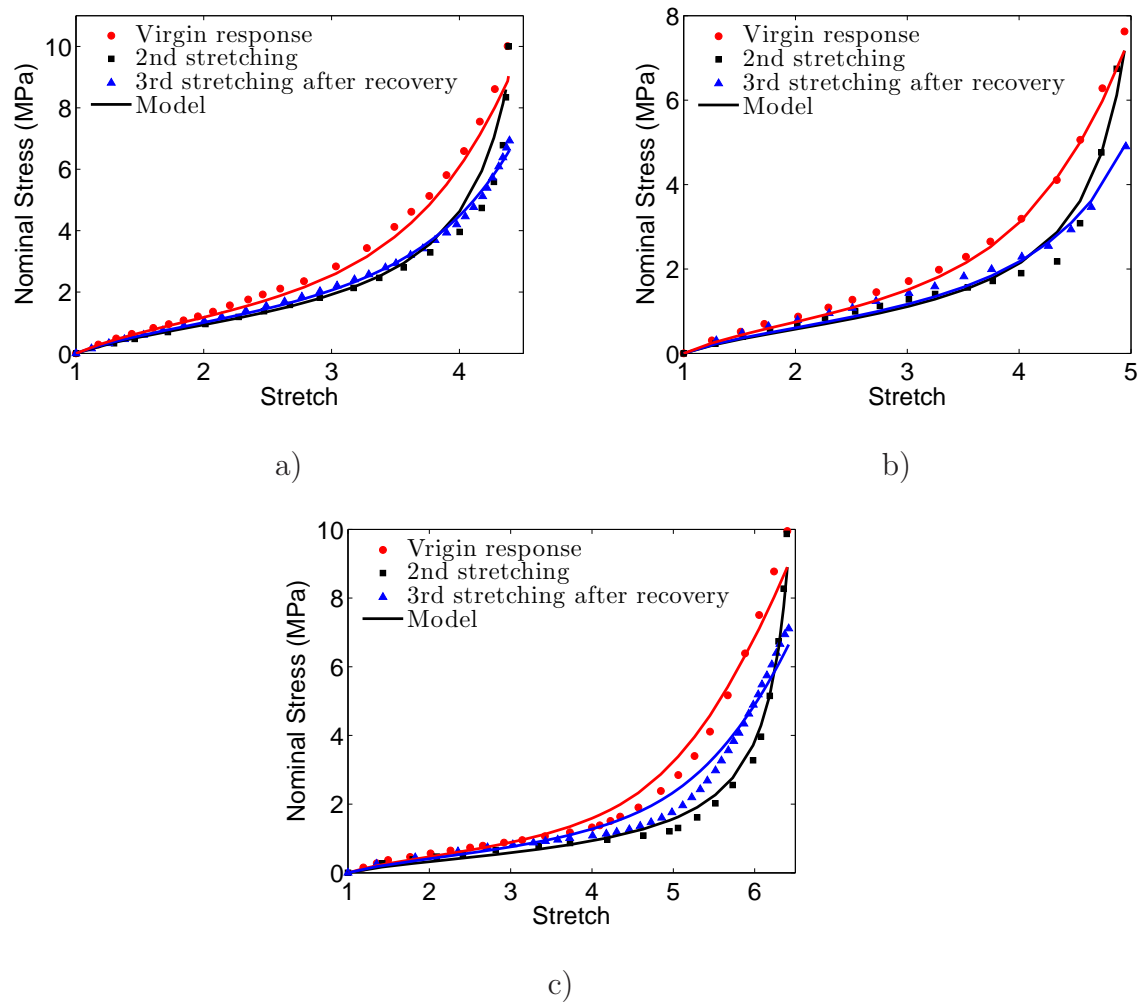 Virgin response
2nd stretching
3rd stretching after recovery
Model
Nominal Stress (MPa)
10
8
6
4
2
0
1 2 3 4
Stretch
a)
Virgin response
2nd stretching
3rd stretching after recovery
Model
Nominal Stress (MPa)
8
6
4
2
0
1 2 3 4 5
Stretch
b)
Vrigin response
2nd stretching
3rd stretching after recovery
Model
Nominal Stress (MPa)
10
8
6
4
2
0
1 2 3 4 5 6
Stretch
c)